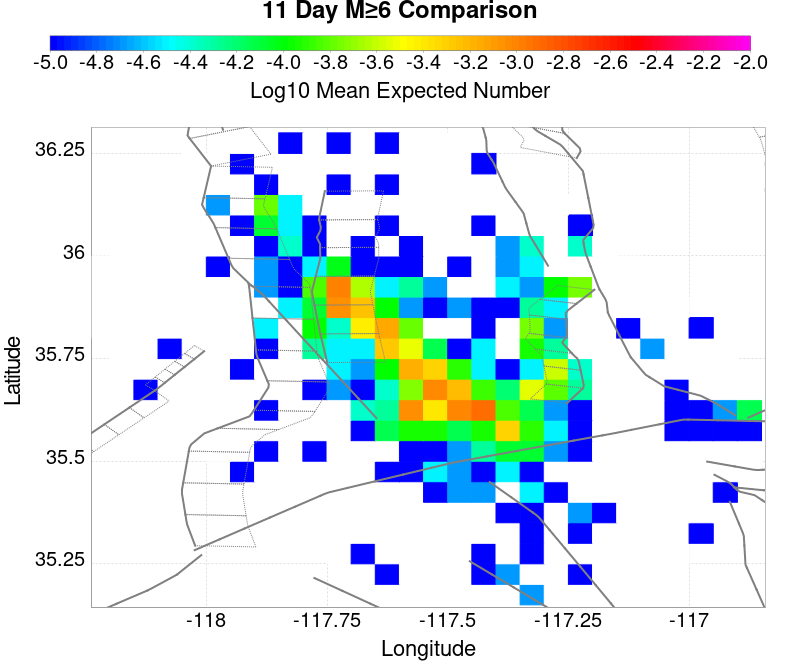 11 Day M≥6 Comparison
-5.0 -4.8 -4.6 -4.4 -4.2 -4.0 -3.8 -3.6 -3.4 -3.2 -3.0 -2.8 -2.6 -2.4 -2.2 -2.0
Log10 Mean Expected Number
36.25
36
35.75
35.5
35.25
Latitude
-118 -117.75 -117.5 -117.25 -117
Longitude